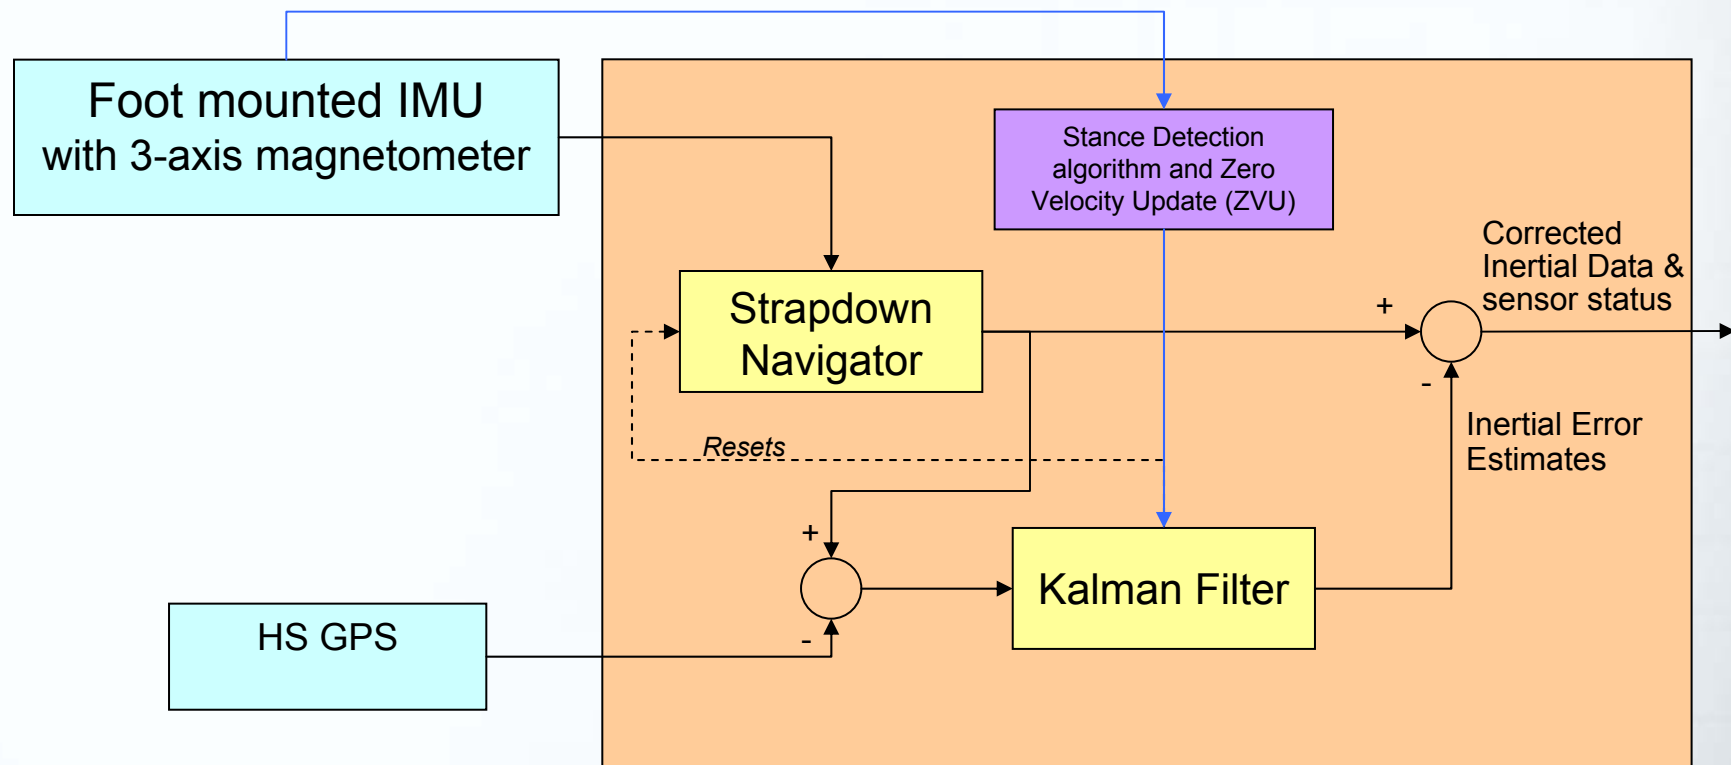 Foot mounted IMU
with 3-axis magnetometer
Stance Detection
algorithm and Zero
Velocity Update (ZVU)
Corrected
Inertial Data &
sensor status
+
-
Strapdown
Navigator
Resets
Inertial Error
Estimates
+
-
Kalman Filter
HS GPS